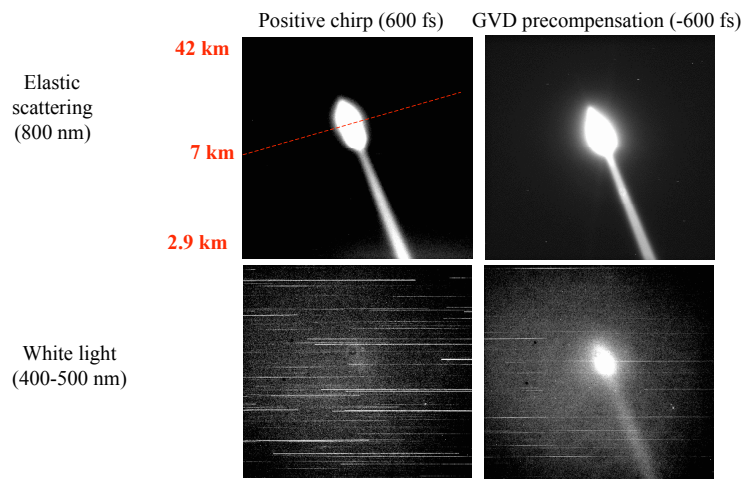 Positive chirp (600 fs)
GVD precompensation (-600 fs)
42 km
Elastic
scattering
(800 nm)
7 km
2.9 km
White light
(400-500 nm)